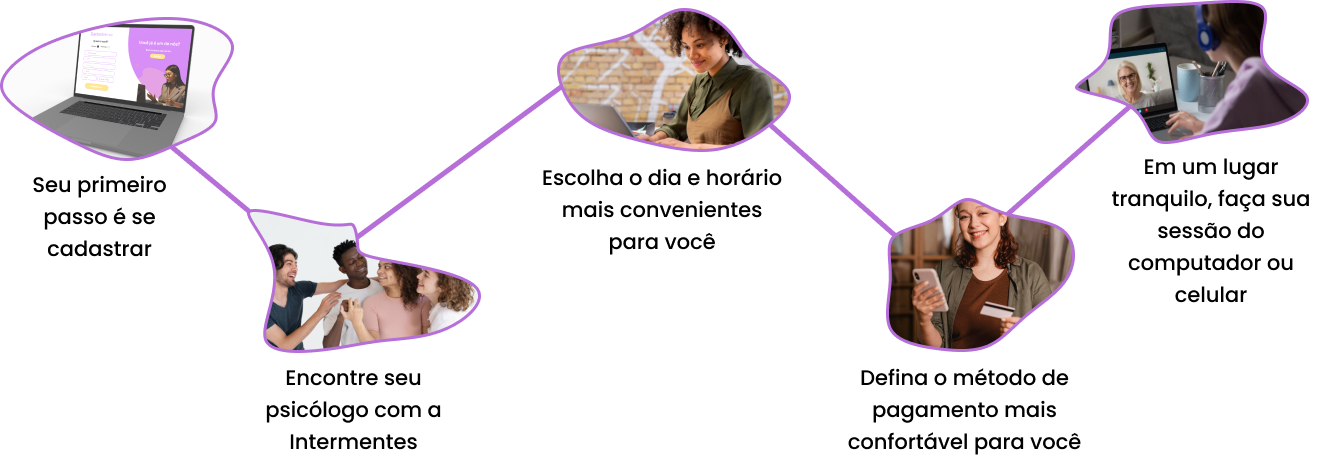 Seu primeiro
passo é se
cadastrar
Encontre seu
psicólogo com a
Intermentes
Escolha o dia e horário
mais convenientes
para você
Defina o método de
pagamento mais
confortável para você
Em um lugar
tranquilo, faça sua
sessão do
computador ou
celular